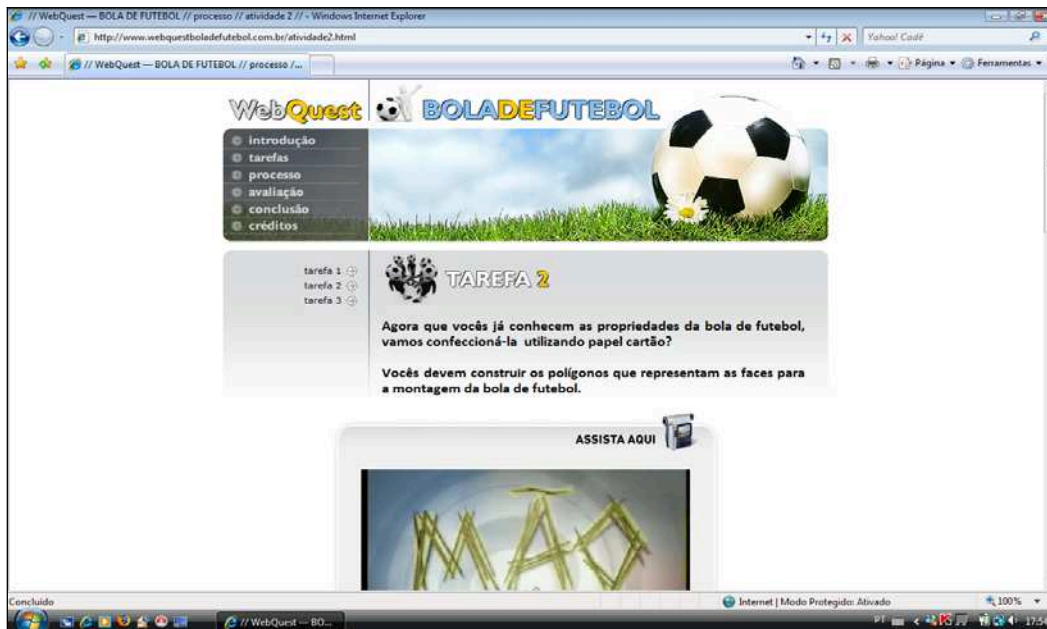 // WebQuest — BOLA DE FUTEBOL // processo // atividade 2 // - Windows Internet Explorer
http://www.webquestboladefutebol.com.br/atividade2.html
Yahoo! Cadê
// WebQuest — BOLA DE FUTEBOL // processo /...
Página
Ferramentas
WebQuest
BOLADEFUTEBOL
introdução
tarefas
processo
avaliação
conclusão
créditos
tarefa 1
tarefa 2
tarefa 3
TAREFA 2
Agora que vocês já conhecem as propriedades da bola de futebol,
vamos confeccioná-la utilizando papel cartão?
Vocês devem construir os polígonos que representam as faces para
a montagem da bola de futebol.
ASSISTA AQUI
MÃO
Concluído
Internet | Modo Protegido: Ativado
100%
// WebQuest — BO...
PT
17:54